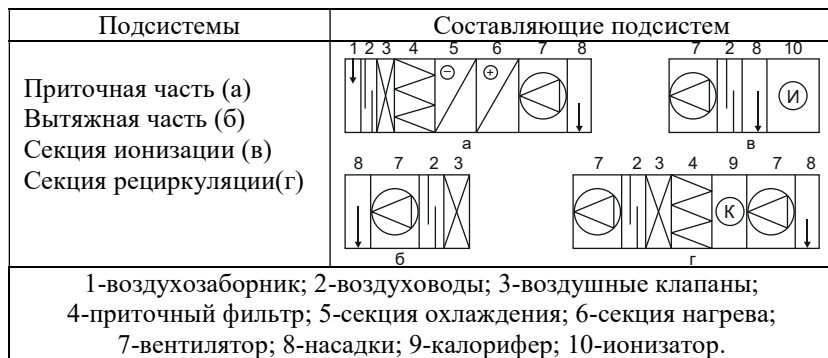 Подсистемы
Составляющие подсистем
Приточная часть (а)
Вытяжная часть (б)
Секция ионизации (в)
Секция рециркуляции(г)
1 2 3 4 5 6 7 8
а
7 2 8 10
И
в
8 7 2 3
б
7 2 3 4 9 7 8
К
г
1-воздухозаборник; 2-воздуховоды; 3-воздушные клапаны;
4-приточный фильтр; 5-секция охлаждения; 6-секция нагрева;
7-вентилятор; 8-насадки; 9-калорифер; 10-ионизатор.